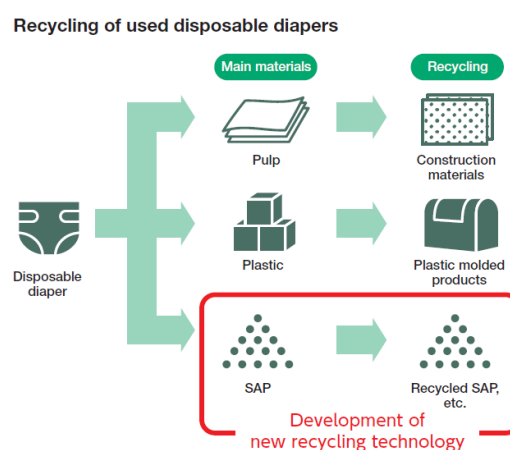 Recycling of used disposable diapers
Main materials
Recycling
Pulp
Construction
materials
Disposable
diaper
Plastic
Plastic molded
products
SAP
Recycled SAP,
etc.
Development of
new recycling technology